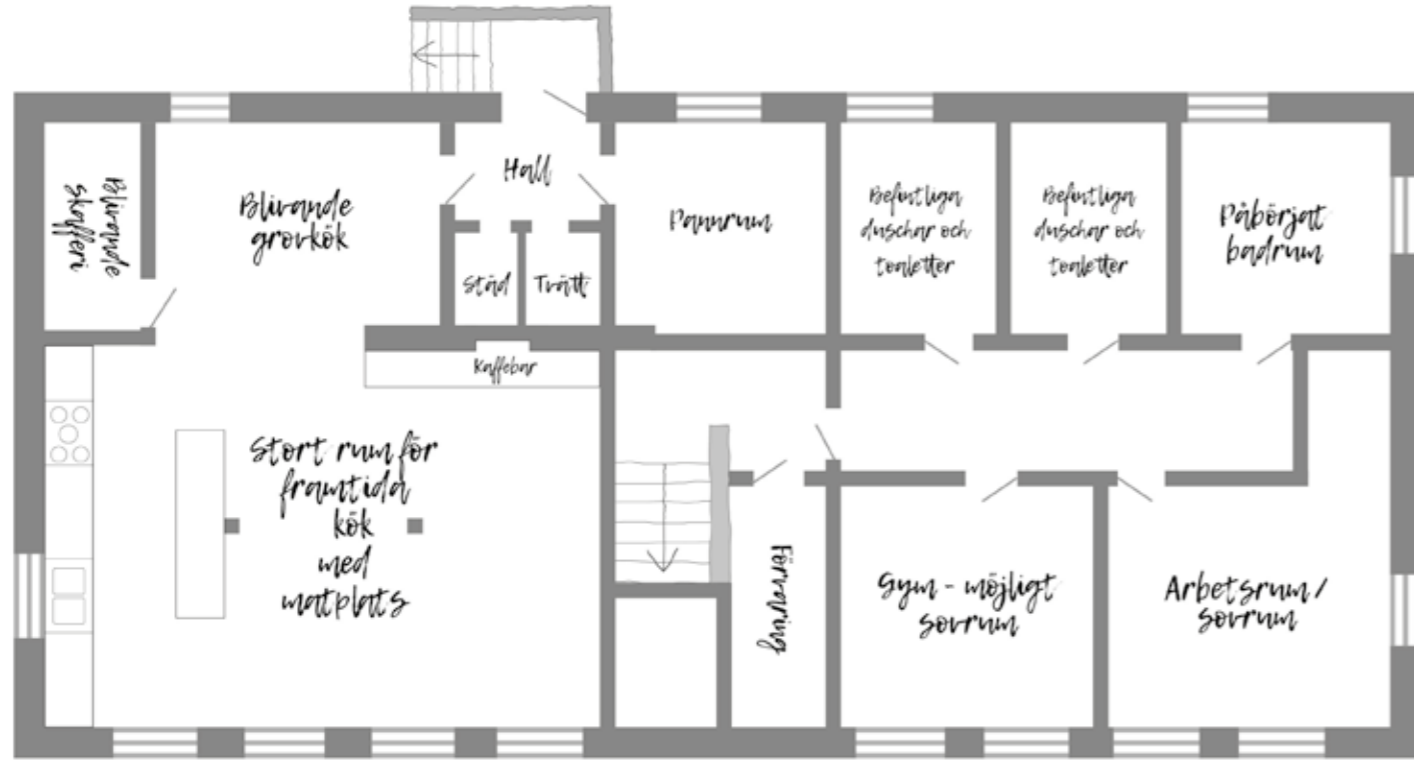 Blivande
skafferi
Blivande
grovkök
Hall
Städ
Tvätt
Pannrum
Befintliga
duschar och
toaletter
Befintliga
duschar och
toaletter
Påbörjat
badrum
Kaffebar
Stort rum för
framtida
kök
med
matplats
Förvaring
Gym - möjligt
sovrum
Arbetsrum /
sovrum